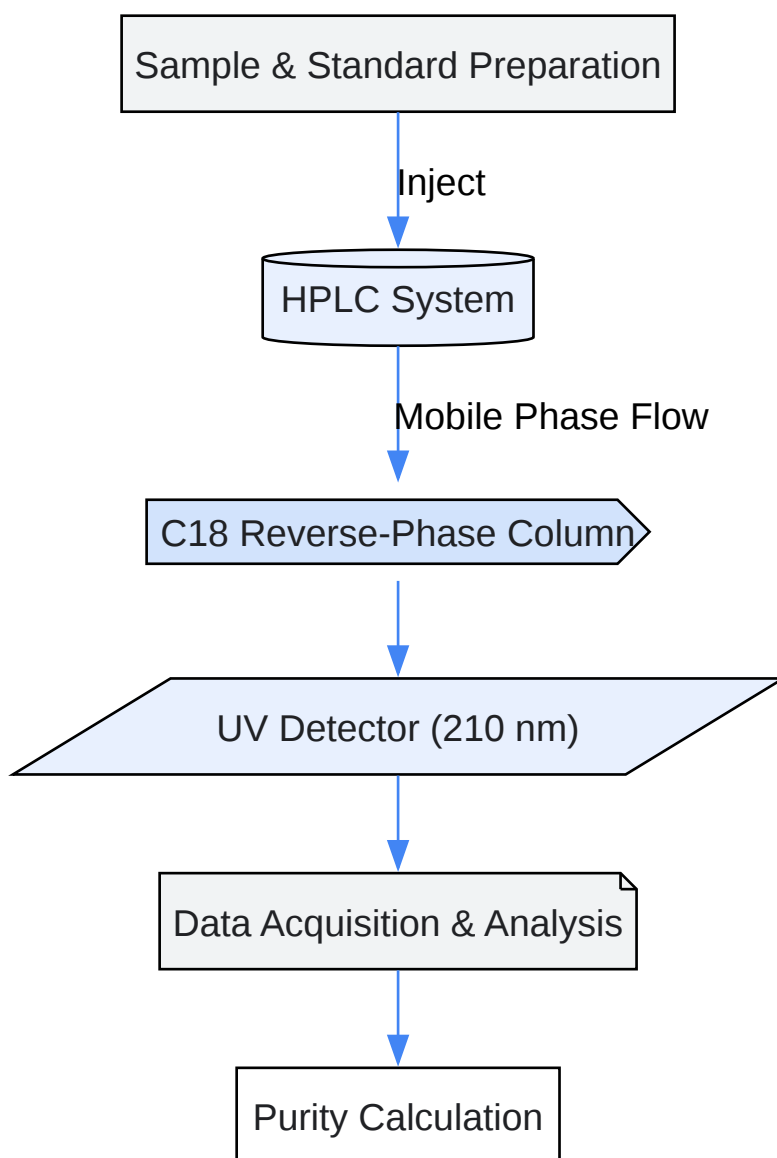 Sample & Standard Preparation
Inject
HPLC System
Mobile Phase Flow
C18 Reverse-Phase Column
UV Detector (210 nm)
Data Acquisition & Analysis
Purity Calculation